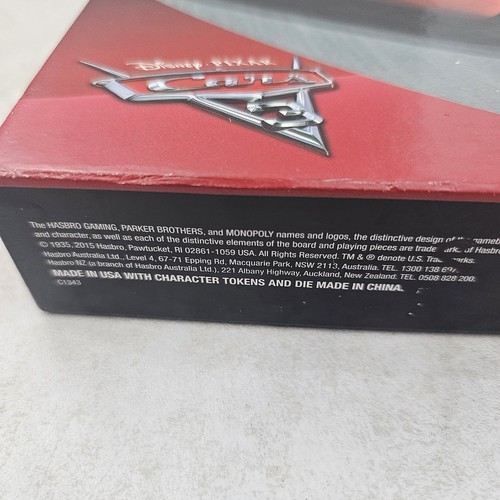 Disney·PIXAR
Cars
3
The HASBRO GAMING, PARKER BROTHERS, and MONOPOLY names and logos, the distinctive design of
and character, as well as each of the distinctive elements of the board and playing pieces are trade of Hasbro
© 1935, 2015 Hasbro, Pawtucket, RI 02861-1059 USA. All Rights Reserved. TM & ® denote U.S.
Hasbro Australia Ltd., Level 4, 67-71 Epping Rd, Macquarie Park, NSW 2113, Australia. TEL. 1300 138
Hasbro NZ (a branch of Hasbro Australia Ltd.), 221 Albany Highway, Auckland, New Zealand. TEL. 0508 828 200.
MADE IN USA WITH CHARACTER TOKENS AND DIE MADE IN CHINA.
C1343